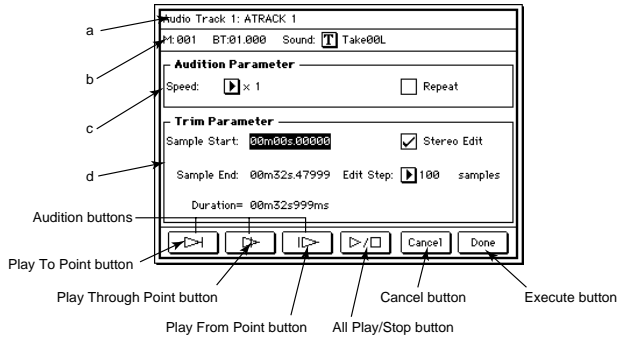 a
Audio Track 1: ATRACK 1
b
M:001 BT:01.000 Sound: T Take00L
Audition Parameter
c
Speed: × 1 Repeat
Trim Parameter
Sample Start: 00m00s.00000 Stereo Edit
d
Sample End: 00m32s.47999 Edit Step: 100 samples
Duration= 00m32s999ms
Audition buttons
Cancel Done
Play To Point button
Play Through Point button
Cancel button
Execute button
Play From Point button
All Play/Stop button